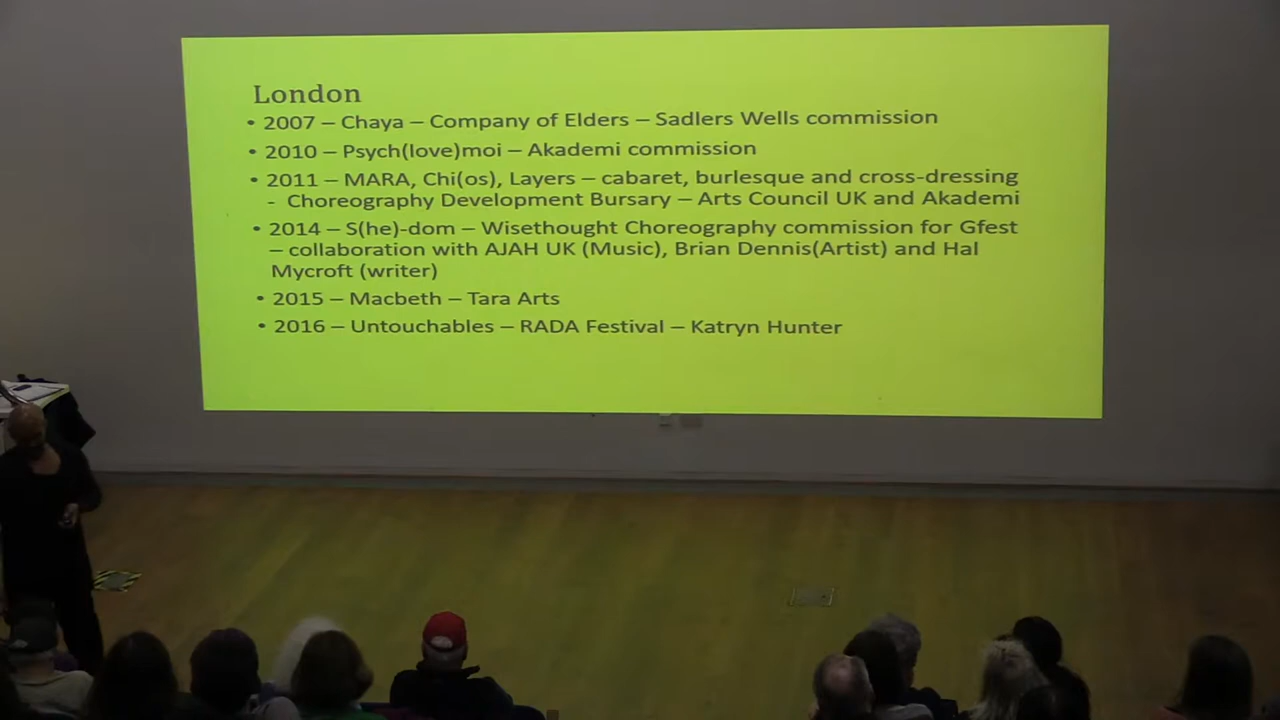 London
• 2007 – Chaya – Company of Elders – Sadlers Wells commission
• 2010 – Psych(love)moi – Akademi commission
• 2011 – MARA, Chi(os), Layers – cabaret, burlesque and cross-dressing
- Choreography Development Bursary – Arts Council UK and Akademi
• 2014 – S(he)-dom – Wisethought Choreography commission for Gfest
– collaboration with AJAH UK (Music), Brian Dennis(Artist) and Hal
Mycroft (writer)
• 2015 – Macbeth – Tara Arts
• 2016 – Untouchables – RADA Festival – Katryn Hunter